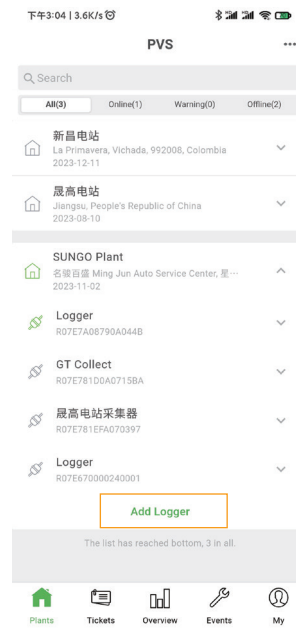 下午3:04 | 3.6K/s
PVS
Search
All(3) Online(1) Warning(0) Offline(2)
新昌电站
La Primavera, Vichada, 992008, Colombia
2023-12-11
晟高电站
Jiangsu, People's Republic of China
2023-08-10
SUNGO Plant
名骏百盛 Ming Jun Auto Service Center, 星…
2023-11-02
Logger
R07E7A08790A044B
GT Collect
R07E781D0A0715BA
晟高电站采集器
R07E781EFA070397
Logger
R07E670000240001
Add Logger
The list has reached bottom, 3 in all.
Plants Tickets Overview Events My